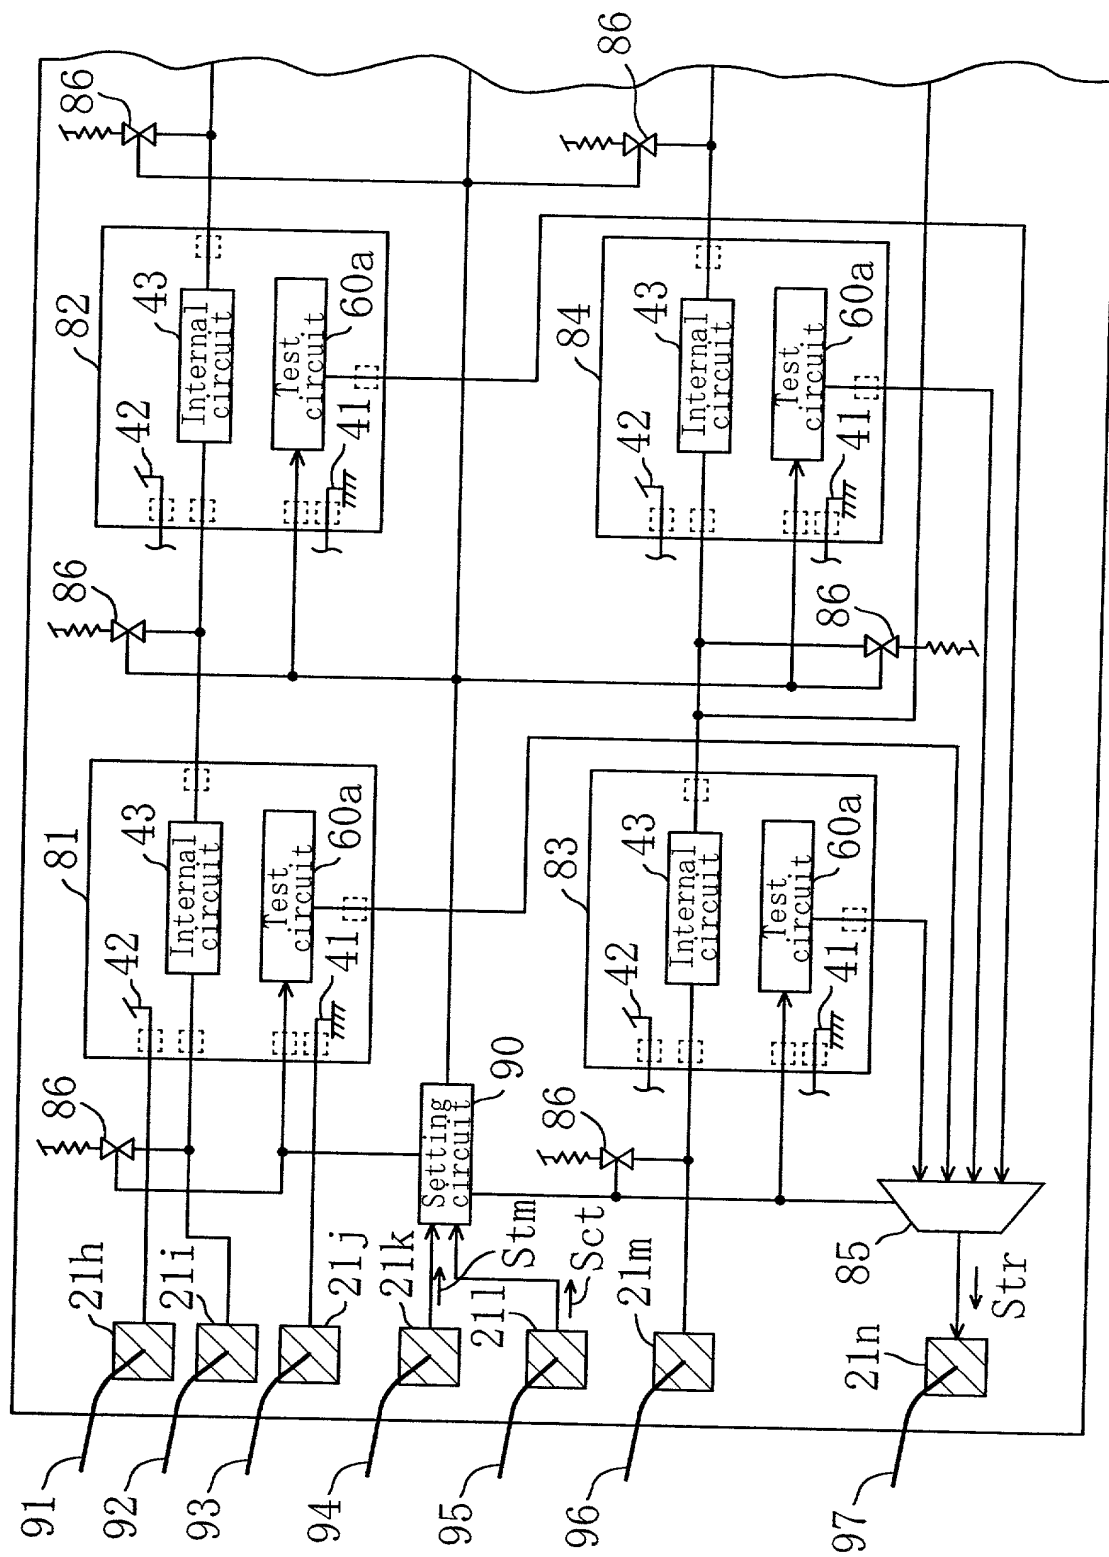 91
92
93
94
95
96
97
21h
21i
21j
21k
21l
21m
21n
Stm
Sct
Str
86
86
86
86
86
86
Setting
circuit
90
85
81
42
43
Internal
circuit
Test
circuit
60a
41
82
42
43
Internal
circuit
Test
circuit
60a
41
83
42
43
Internal
circuit
Test
circuit
60a
41
84
42
43
Internal
circuit
Test
circuit
60a
41